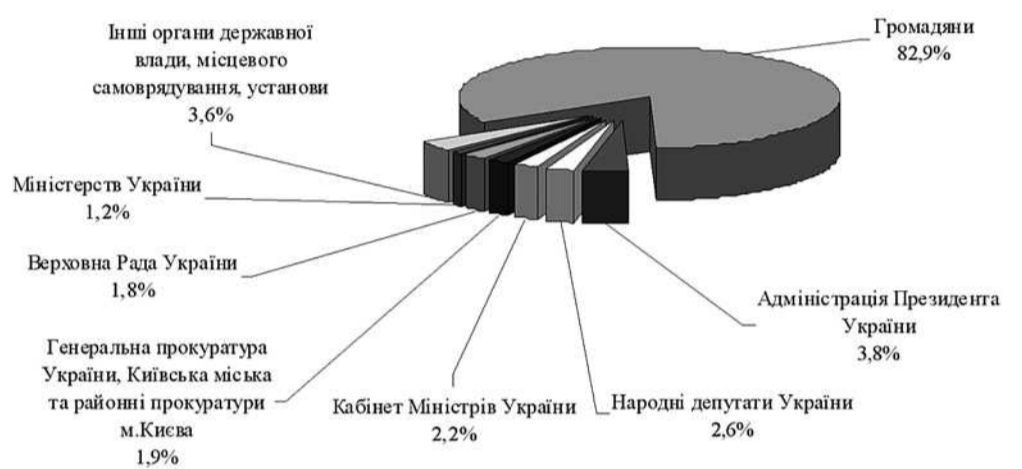 Інші органи державної
влади, місцевого
самоврядування, установи
3,6%
Громадяни
82,9%
Міністерств України
1,2%
Верховна Рада України
1,8%
Генеральна прокуратура
України, Київська міська
та районні прокуратури
м.Києва
1,9%
Кабінет Міністрів України
2,2%
Народні депутати України
2,6%
Адміністрація Президента
України
3,8%